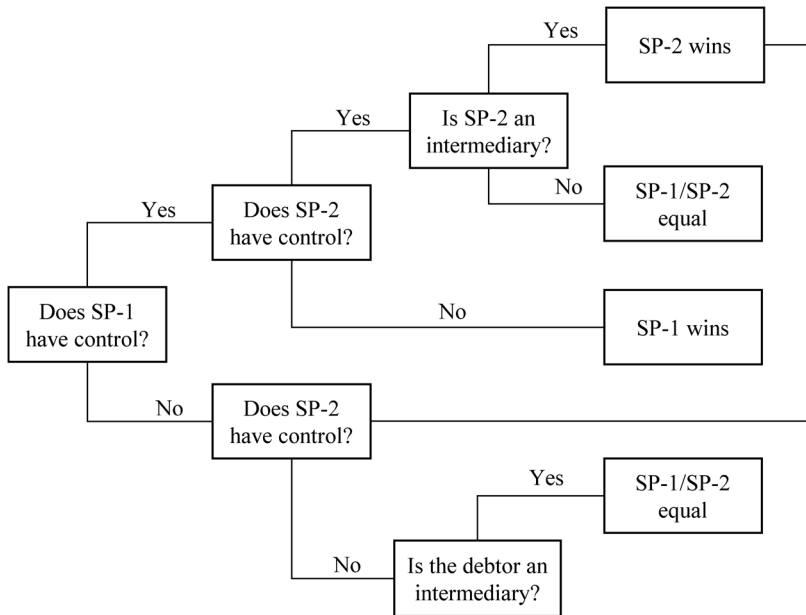 Yes
SP-2 wins
Yes
Is SP-2 an
intermediary?
No
SP-1/SP-2
equal
Yes
Does SP-2
have control?
No
SP-1 wins
Does SP-1
have control?
No
Does SP-2
have control?
Yes
SP-1/SP-2
equal
No
Is the debtor an
intermediary?